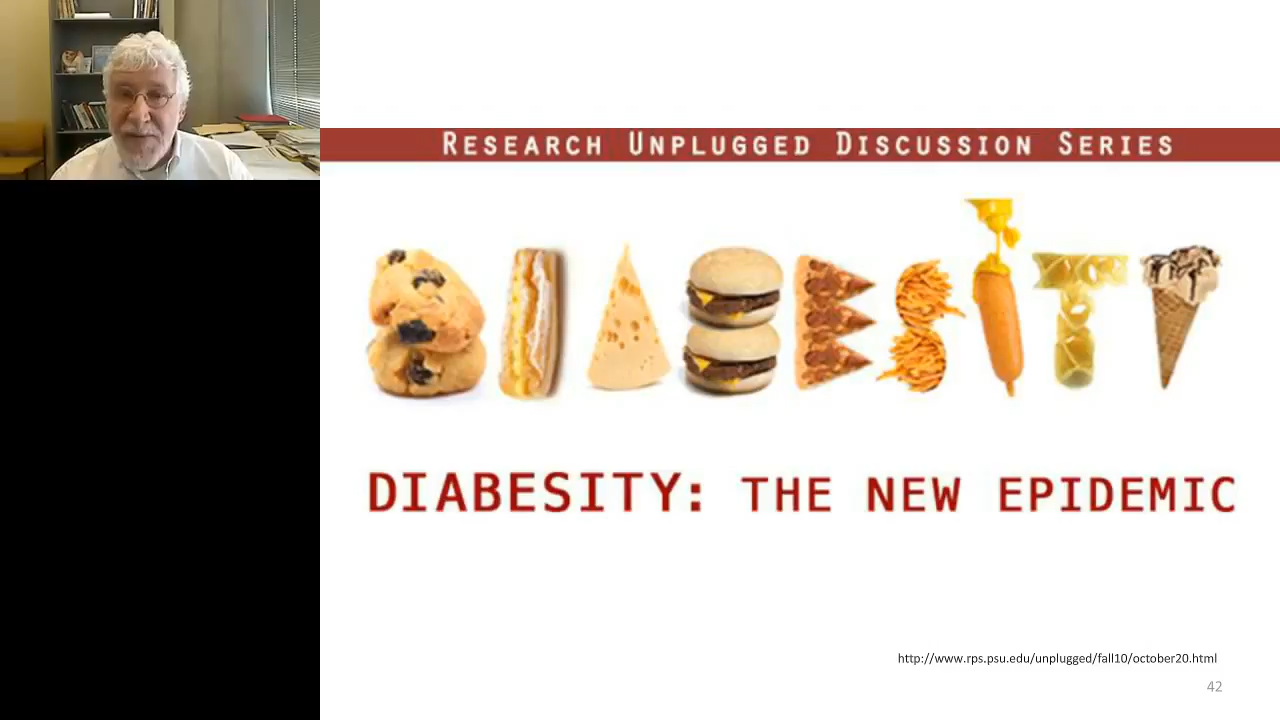 RESEARCH UNPLUGGED DISCUSSION SERIES
DIABESITY
DIABESITY: THE NEW EPIDEMIC
http://www.rps.psu.edu/unplugged/fall10/october20.html
42